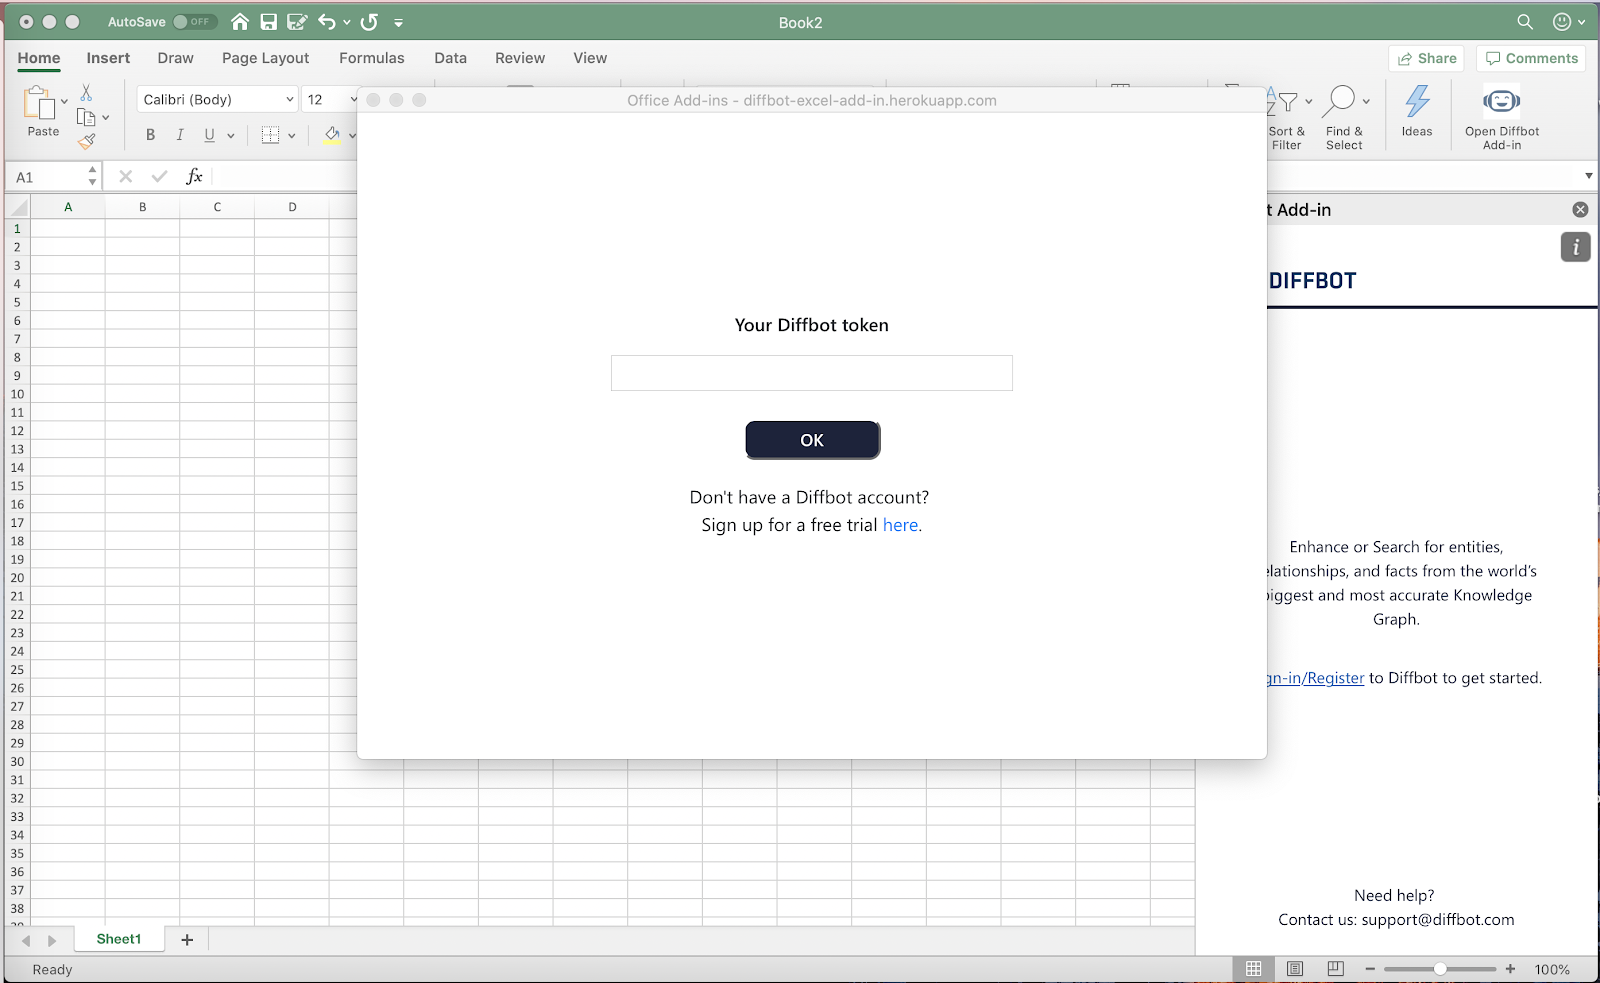 AutoSave OFF
Book2
Home Insert Draw Page Layout Formulas Data Review View
Share Comments
Paste
Calibri (Body) 12
B I U
Sort & Filter
Find & Select
Ideas
Open Diffbot Add-in
Office Add-ins - diffbot-excel-add-in.herokuapp.com
A1 fx
A B C D
1
2
3
4
5
6
7
8
9
10
11
12
13
14
15
16
17
18
19
20
21
22
23
24
25
26
27
28
29
30
31
32
33
34
35
36
37
38
39
Your Diffbot token
OK
Don't have a Diffbot account?
Sign up for a free trial here.
t Add-in
i
DIFFBOT
Enhance or Search for entities,
elationships, and facts from the world's
biggest and most accurate Knowledge
Graph.
gn-in/Register to Diffbot to get started.
Need help?
Contact us: support@diffbot.com
Sheet1 +
Ready
100%